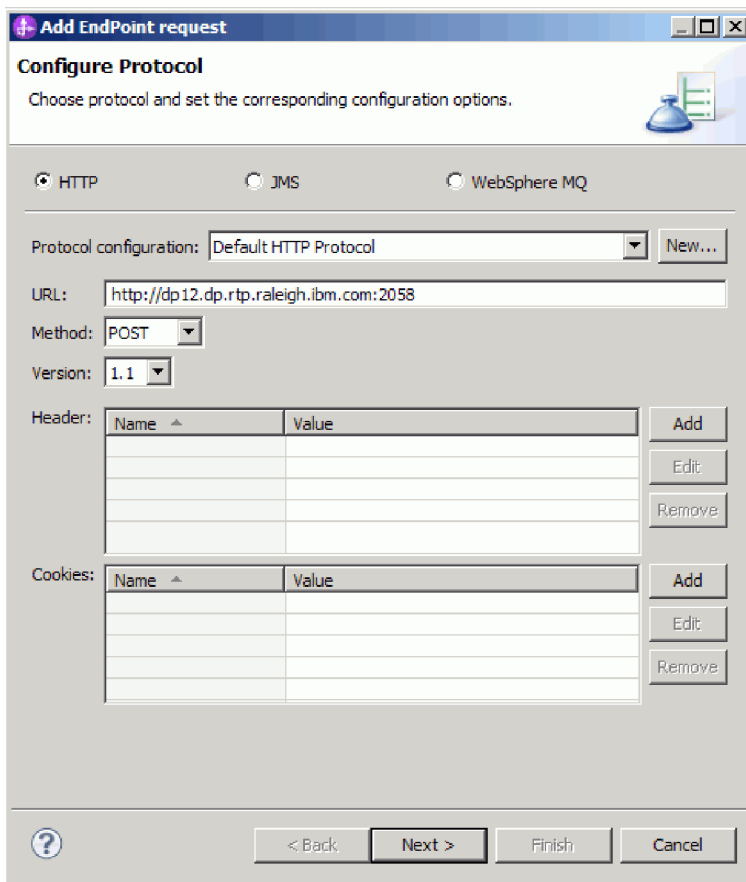 Add EndPoint request
Configure Protocol
Choose protocol and set the corresponding configuration options.
HTTP JMS WebSphere MQ
Protocol configuration: Default HTTP Protocol New...
URL: http://dp12.dp.rtp.raleigh.ibm.com:2058
Method: POST
Version: 1.1
Header: Name Value Add
Edit
Remove
Cookies: Name Value Add
Edit
Remove
? < Back Next > Finish Cancel